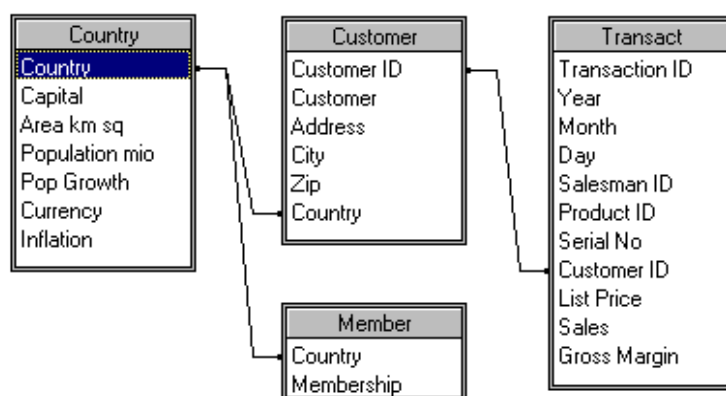 Country
Country
Capital
Area km sq
Population mio
Pop Growth
Currency
Inflation
Customer
Customer ID
Customer
Address
City
Zip
Country
Member
Country
Membership
Transact
Transaction ID
Year
Month
Day
Salesman ID
Product ID
Serial No
Customer ID
List Price
Sales
Gross Margin